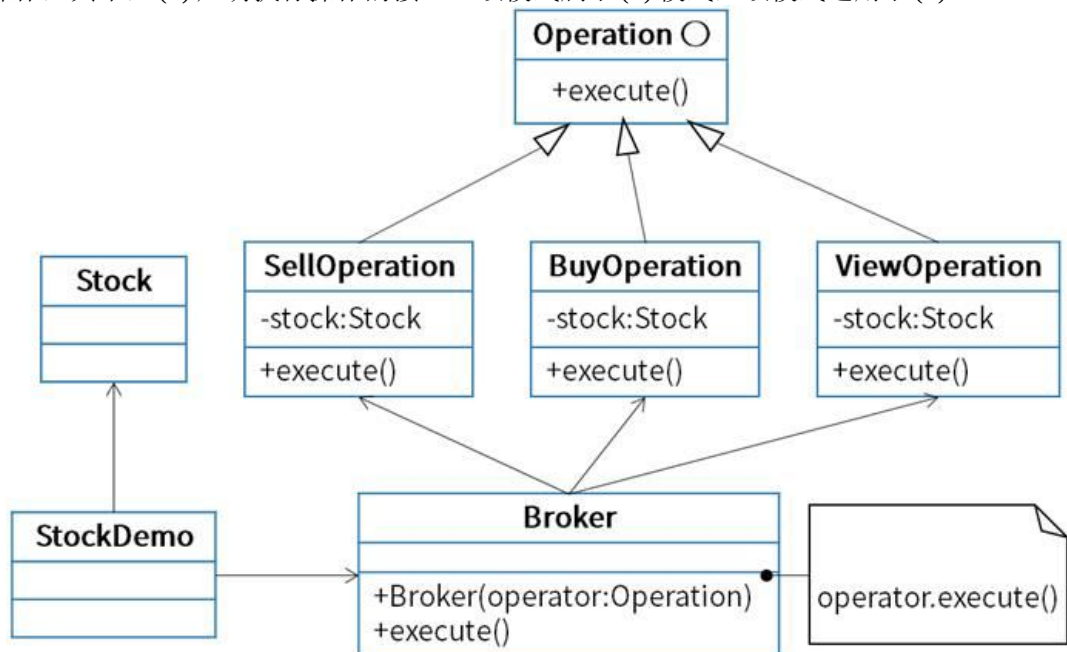 Operation
+execute()
SellOperation
-stock:Stock
+execute()
BuyOperation
-stock:Stock
+execute()
ViewOperation
-stock:Stock
+execute()
Stock
StockDemo
Broker
+Broker(operator:Operation)
+execute()
operator.execute()